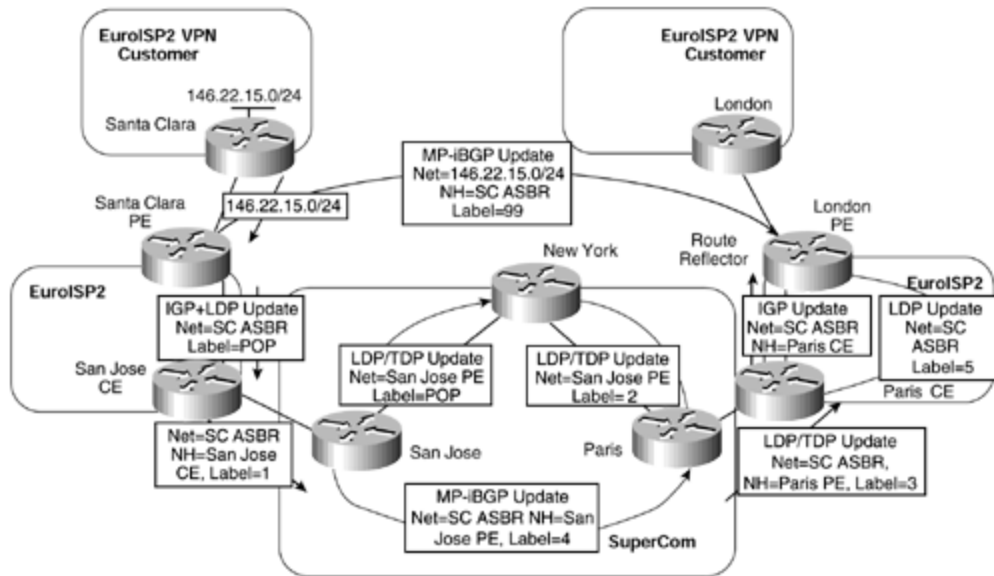 EuroISP2 VPN
Customer
146.22.15.0/24
Santa Clara
EuroISP2 VPN
Customer
London
MP-iBGP Update
Net=146.22.15.0/24
NH=SC ASBR
Label=99
Santa Clara
PE
146.22.15.0/24
London
PE
Route
Reflector
New York
EuroISP2
IGP+LDP Update
Net=SC ASBR
Label=POP
EuroISP2
IGP Update
Net=SC ASBR
NH=Paris CE
LDP Update
Net=SC
ASBR
Label=5
San Jose
CE
LDP/TDP Update
Net=San Jose PE
Label=POP
LDP/TDP Update
Net=San Jose PE
Label= 2
Paris CE
Net=SC ASBR
NH=San Jose
CE, Label=1
San Jose
Paris
LDP/TDP Update
Net=SC ASBR,
NH=Paris PE, Label=3
MP-iBGP Update
Net=SC ASBR NH=San
Jose PE, Label=4
SuperCom